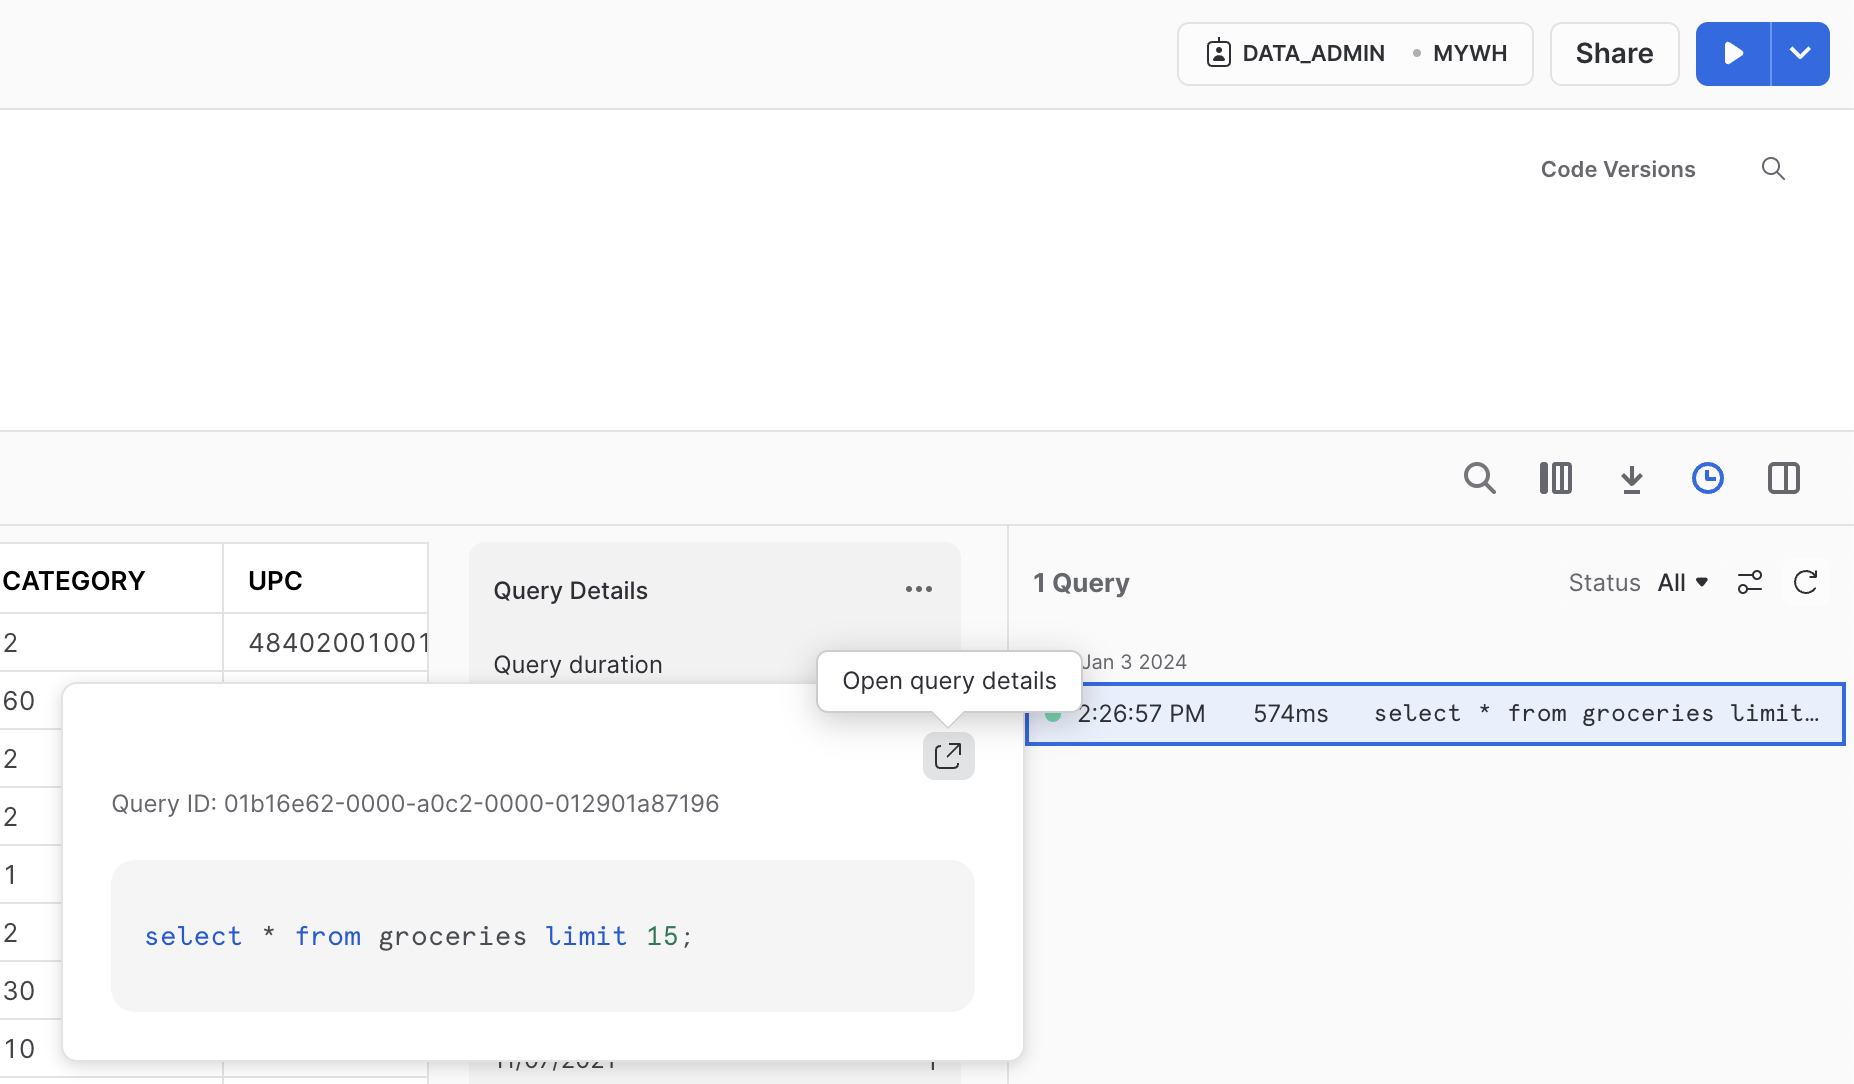 DATA_ADMIN • MYWH
Share
Code Versions
CATEGORY UPC
2 48402001001
60
2
2
1
2
30
10
Query Details
Query duration
Open query details
Query ID: 01b16e62-0000-a0c2-0000-012901a87196
select * from groceries limit 15;
1 Query
Status All
Jan 3 2024
2:26:57 PM 574ms select * from groceries limit…